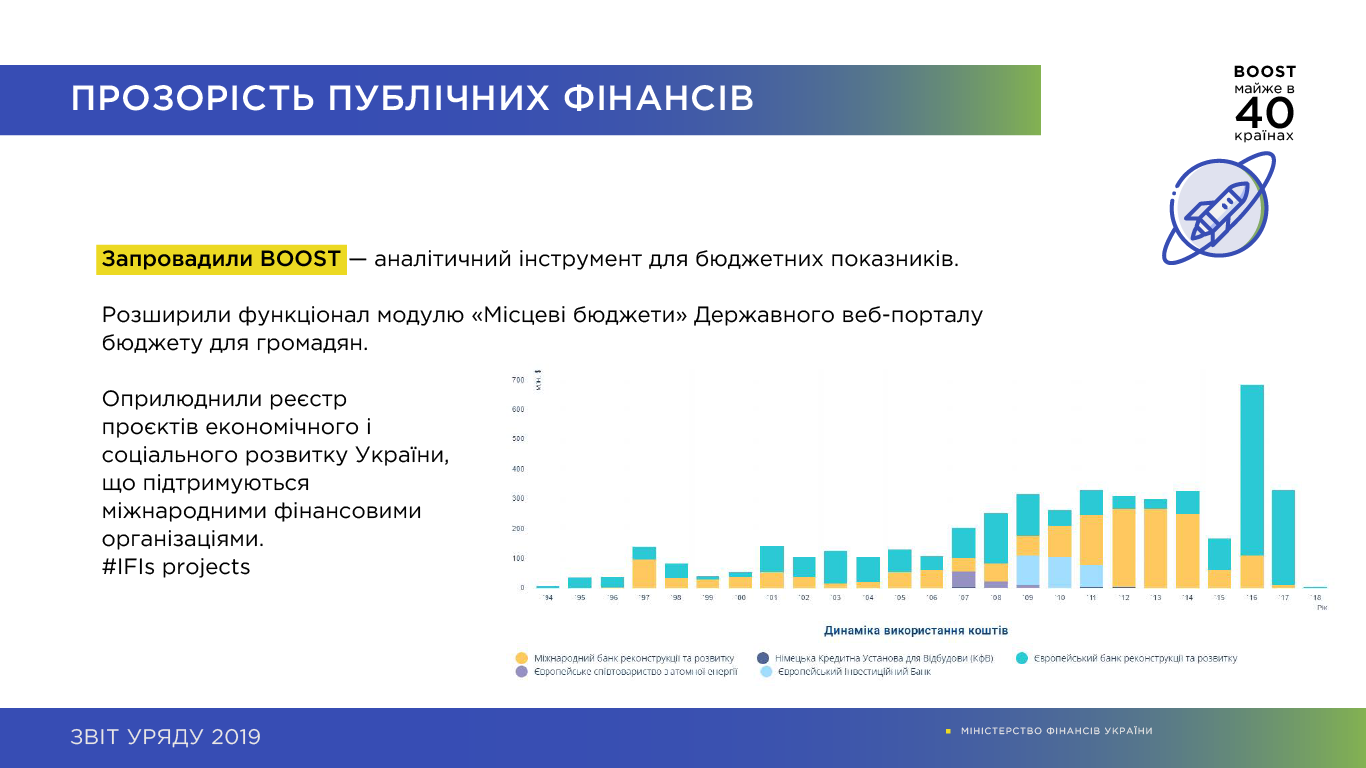 ПРОЗОРІСТЬ ПУБЛІЧНИХ ФІНАНСІВ
BOOST
майже в
40
країнах
Запровадили BOOST — аналітичний інструмент для бюджетних показників.
Розширили функціонал модулю «Місцеві бюджети» Державного веб-порталу
бюджету для громадян.
Оприлюднили реєстр
проєктів економічного і
соціального розвитку України,
що підтримуються
міжнародними фінансовими
організаціями.
#IFIs projects
млн. $
700
600
500
400
300
200
100
0
'94 '95 '96 '97 '98 '99 '00 '01 '02 '03 '04 '05 '06 '07 '08 '09 '10 '11 '12 '13 '14 '15 '16 '17 '18
Рік
Динаміка використання коштів
Міжнародний банк реконструкції та розвитку Німецька Кредитна Установа для Відбудови (КфВ) Європейський банк реконструкції та розвитку
Європейське співтовариство з атомної енергії Європейський Інвестиційний Банк
ЗВІТ УРЯДУ 2019
МІНІСТЕРСТВО ФІНАНСІВ УКРАЇНИ